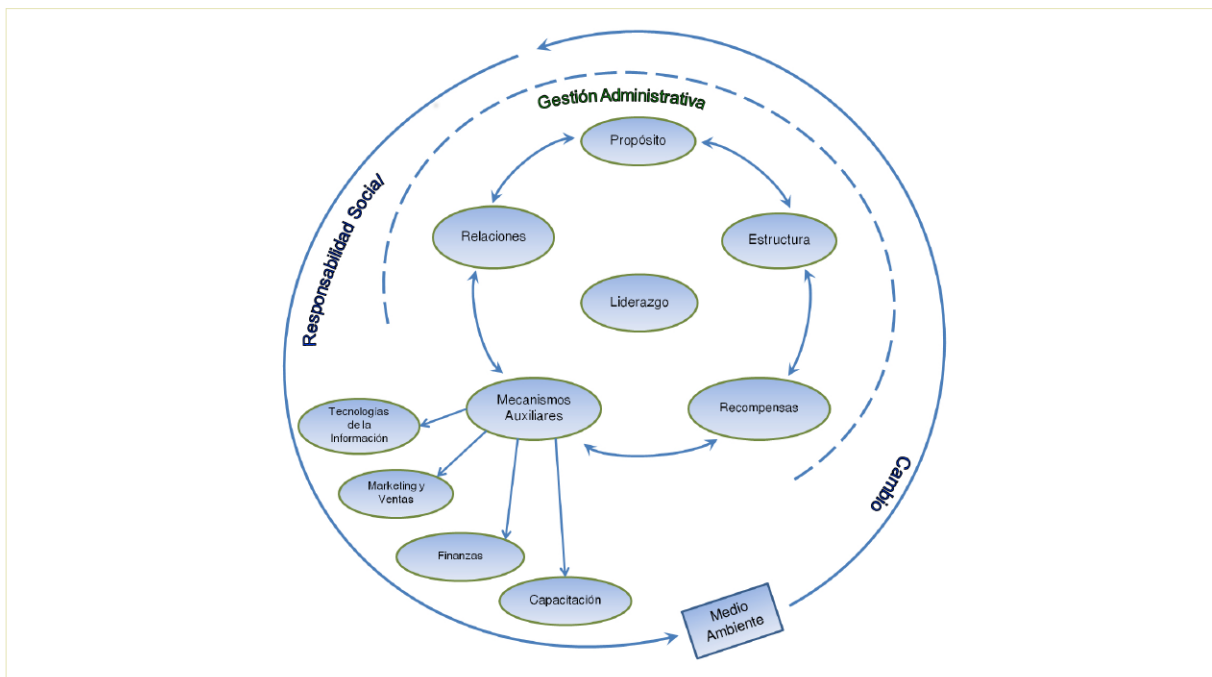 Gestión Administrativa
Propósito
Responsabilidad Social
Relaciones
Estructura
Liderazgo
Mecanismos
Auxiliares
Recompensas
Tecnologías
de la
Información
Marketing y
Ventas
Cambio
Finanzas
Capacitación
Medio
Ambiente